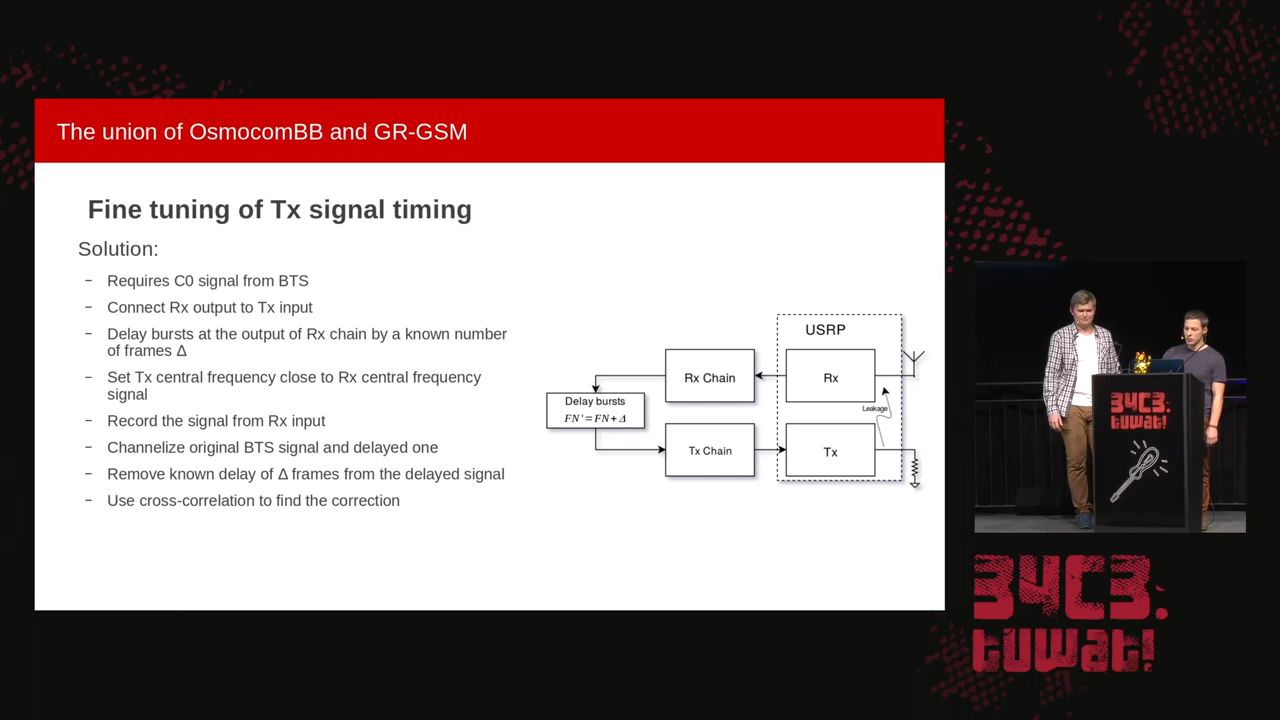 The union of OsmocomBB and GR-GSM
Fine tuning of Tx signal timing
Solution:
− Requires C0 signal from BTS
− Connect Rx output to Tx input
− Delay bursts at the output of Rx chain by a known number
of frames Δ
− Set Tx central frequency close to Rx central frequency
signal
− Record the signal from Rx input
− Channelize original BTS signal and delayed one
− Remove known delay of Δ frames from the delayed signal
− Use cross-correlation to find the correction
USRP
Rx Chain
Rx
Delay bursts
FN'=FN+Δ
Leakage
Tx Chain
Tx
34C3.
tuwat!
34C3.
tuwat!